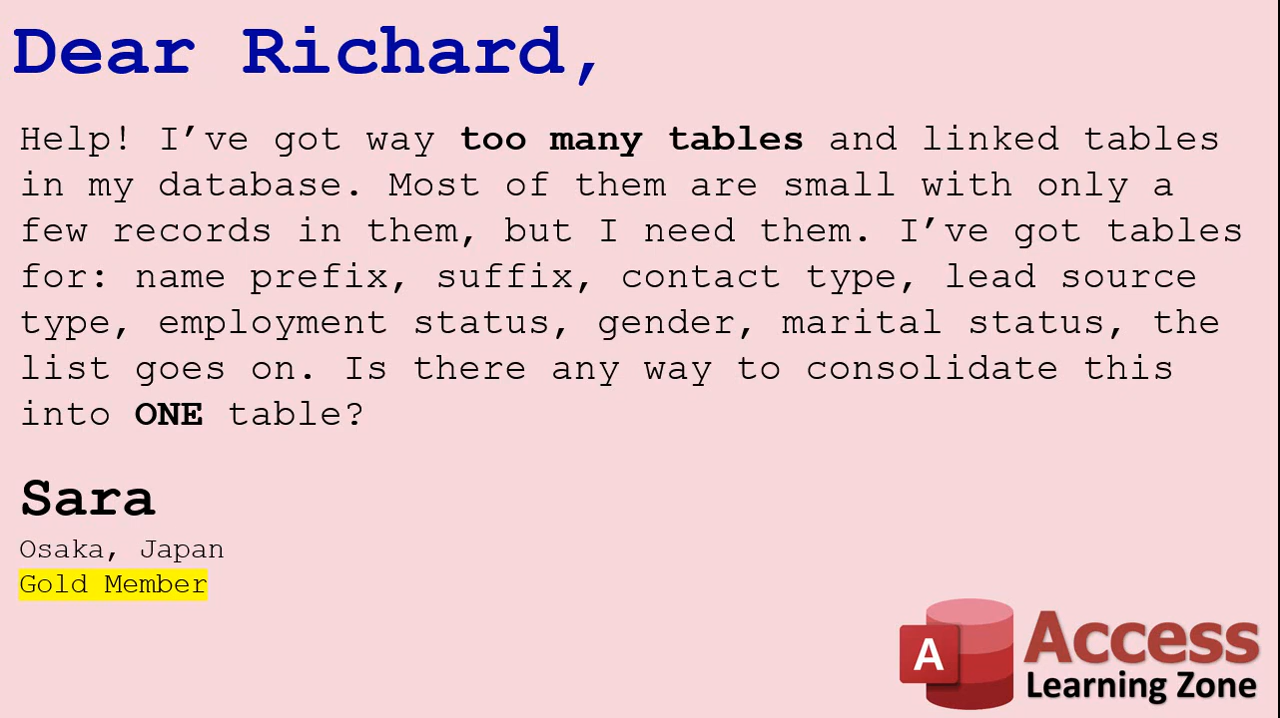 Dear Richard,
Help! I’ve got way too many tables and linked tables
in my database. Most of them are small with only a
few records in them, but I need them. I’ve got tables
for: name prefix, suffix, contact type, lead source
type, employment status, gender, marital status, the
list goes on. Is there any way to consolidate this
into ONE table?
Sara
Osaka, Japan
Gold Member
A
Access
Learning Zone